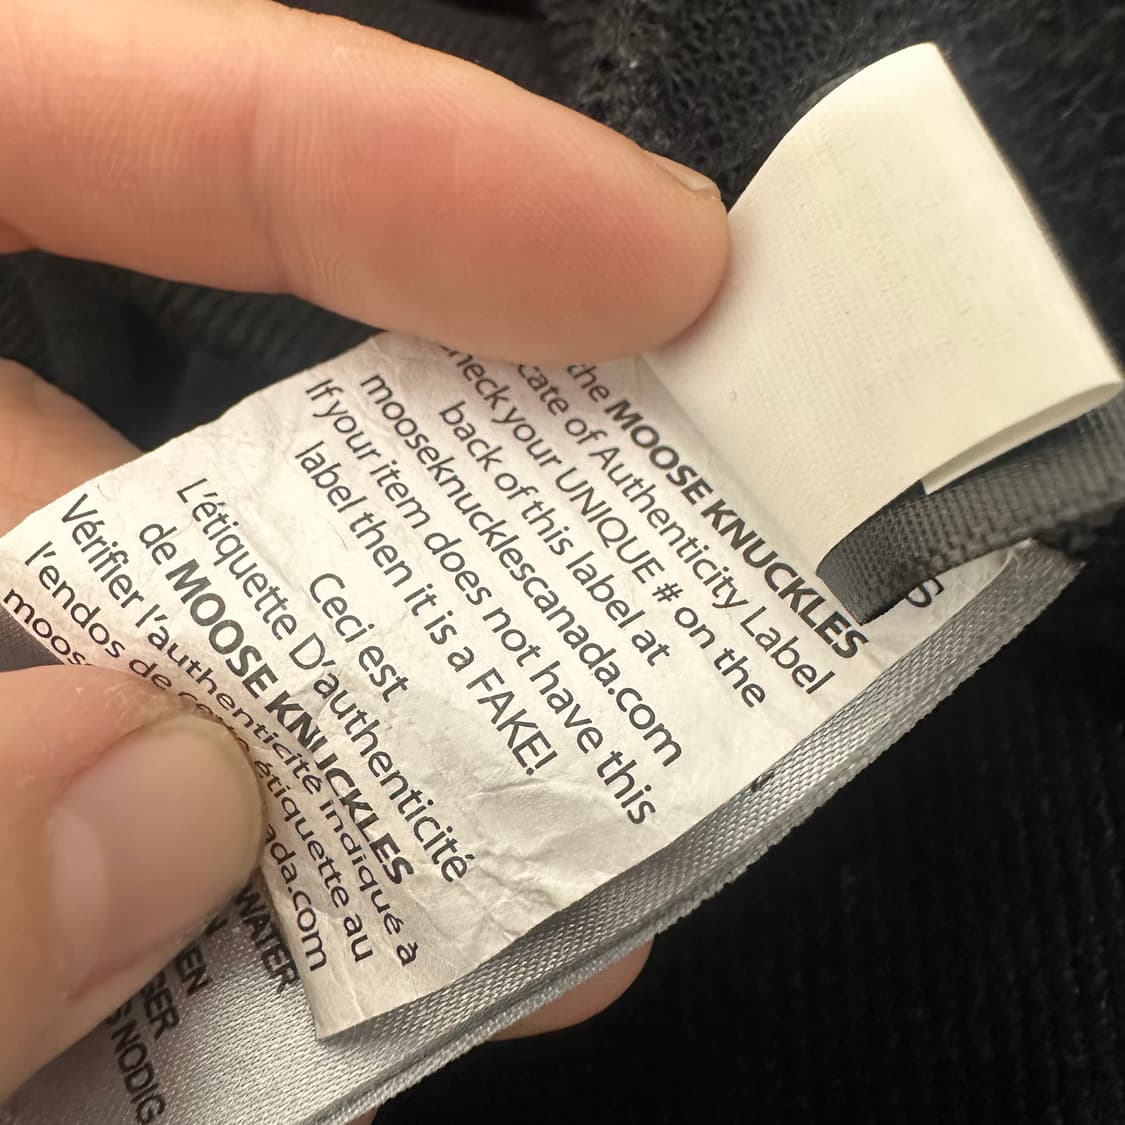 the MOOSE KNUCKLES
cate of Authenticity Label
heck your UNIQUE # on the
back of this label at
mooseknucklescanada.com
If your item does not have this
label then it is a FAKE!
Ceci est
L'étiquette D'authenticité
de MOOSE KNUCKLES
Vérifier l'authenticité indiqué à
l'endos de étiquette au
moos ada.com
WATER
EN
BER
S NODIG